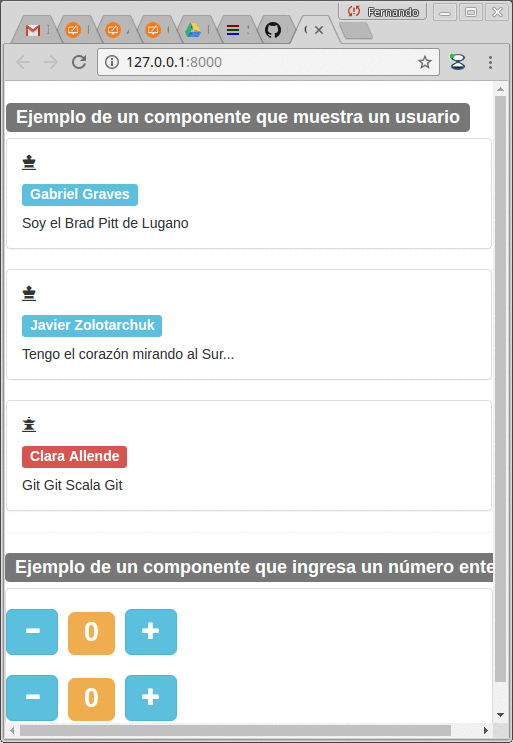 Fernando
127.0.0.1:8000
Ejemplo de un componente que muestra un usuario
Gabriel Graves
Soy el Brad Pitt de Lugano
Javier Zolotarchuk
Tengo el corazón mirando al Sur...
Clara Allende
Git Git Scala Git
Ejemplo de un componente que ingresa un número ente
0
0